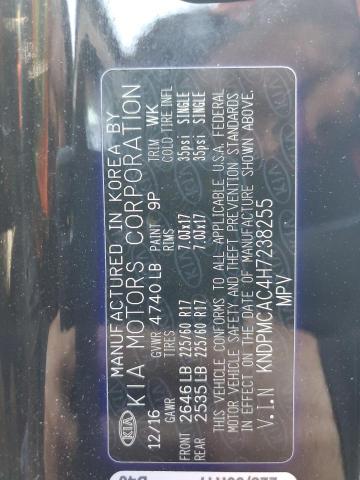 KIA MANUFACTURED IN KOREA BY
KIA MOTORS CORPORATION
12/16 GVWR 4740 LB PAINT 9P TRIM WK
GAWR TIRES RIMS COLD TIRE INFL
FRONT 2646 LB 225/60 R17 7.0JX17 35psi SINGLE
REAR 2535 LB 225/60 R17 7.0JX17 35psi SINGLE
THIS VEHICLE CONFORMS TO ALL APPLICABLE U.S.A. FEDERAL
MOTOR VEHICLE SAFETY AND THEFT PREVENTION STANDARDS
IN EFFECT ON THE DATE OF MANUFACTURE SHOWN ABOVE.
V.I.N KNDPMCAC4H7238255
MPV